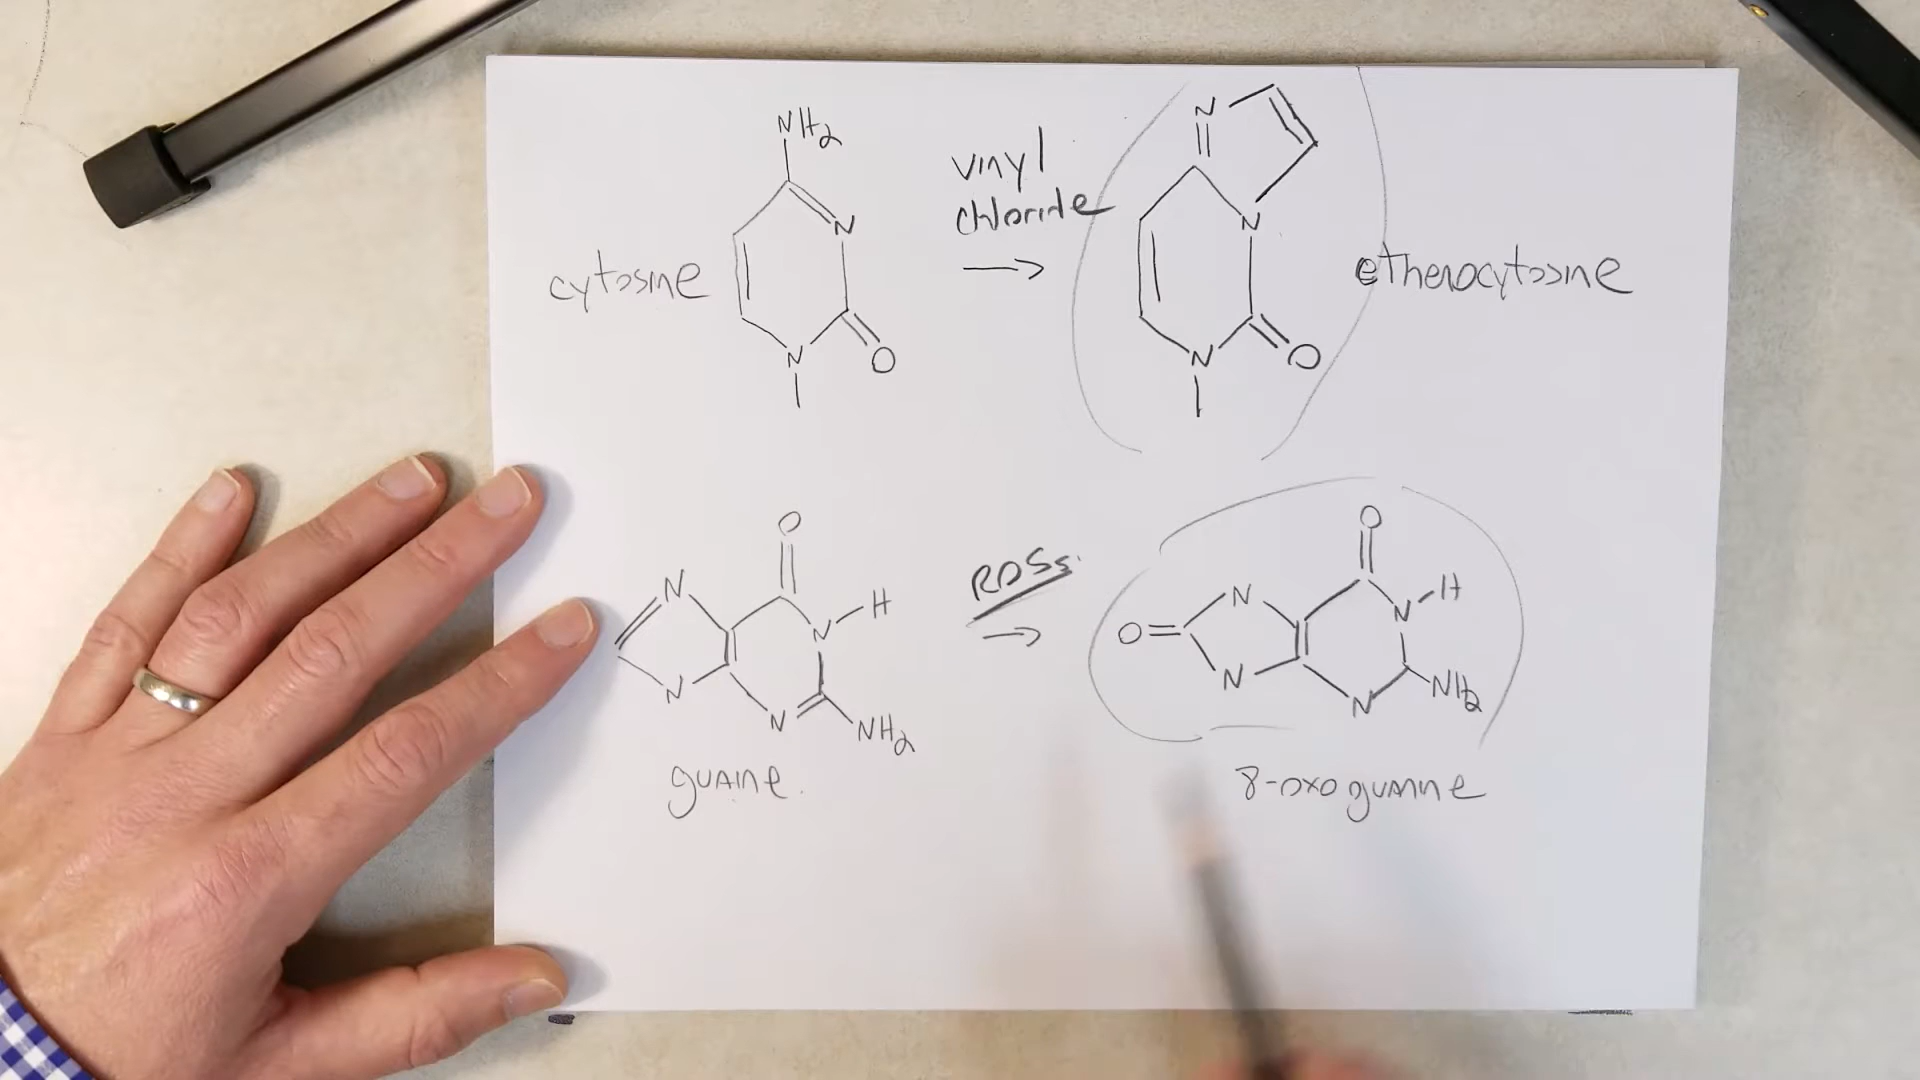 NH2
N
N
O
cytosine
vinyl
chloride
N
N
N
O
ethenocytosine
O
N
N
H
N
N
NH2
guaine.
ROSs.
O
O
N
N
H
N
N
NH2
8-oxoguanine